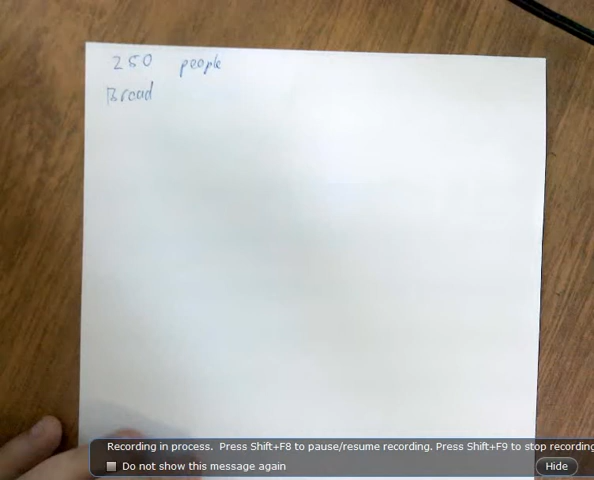 250 people
Bread
Recording in process. Press Shift+F8 to pause/resume recording. Press Shift+F9 to stop recording
Do not show this message again
Hide